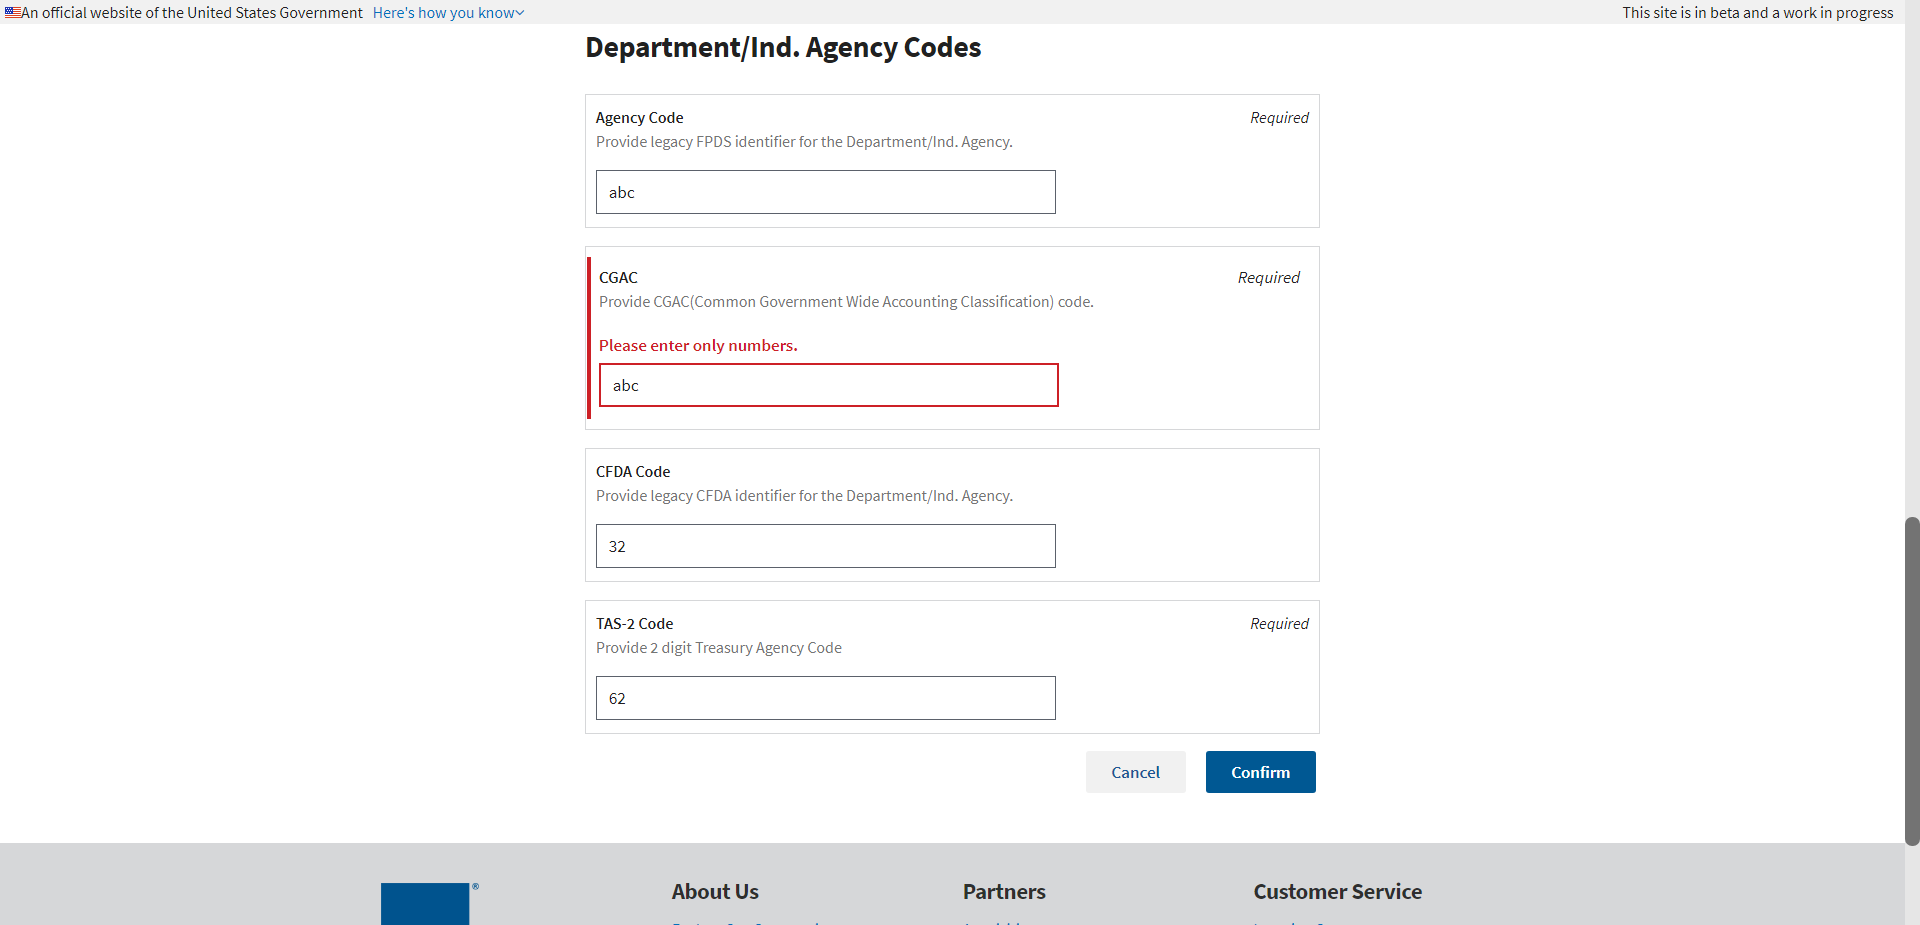 An official website of the United States Government Here's how you know
This site is in beta and a work in progress
Department/Ind. Agency Codes
Agency Code
Required
Provide legacy FPDS identifier for the Department/Ind. Agency.
abc
CGAC
Required
Provide CGAC(Common Government Wide Accounting Classification) code.
Please enter only numbers.
abc
CFDA Code
Provide legacy CFDA identifier for the Department/Ind. Agency.
32
TAS-2 Code
Required
Provide 2 digit Treasury Agency Code
62
Cancel
Confirm
®
About Us
Partners
Customer Service